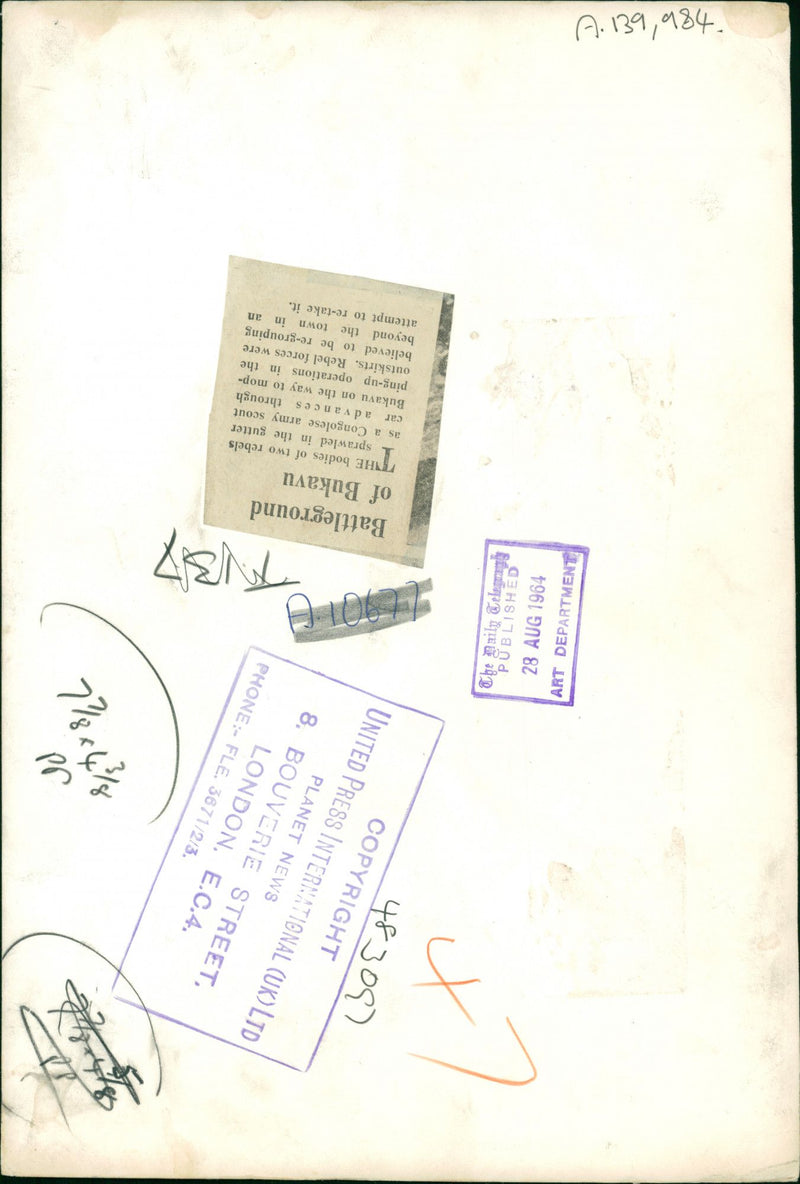 A.139,984.
Battleground
of Bukavu
THE bodies of two rebels
sprawled in the gutter
as a Congolese army scout
car advances through
Bukavu on the way to mop-
ping-up operations in the
outskirts. Rebel forces were
believed to be re-grouping
beyond the town in an
attempt to re-take it.
A.10677
The Daily Telegraph
PUBLISHED
28 AUG 1964
ART DEPARTMENT
COPYRIGHT
UNITED PRESS INTERNATIONAL (UK) LTD
PLANET NEWS
8, BOUVERIE STREET,
LONDON, E.C.4.
PHONE:- FLE. 3671/2/3.